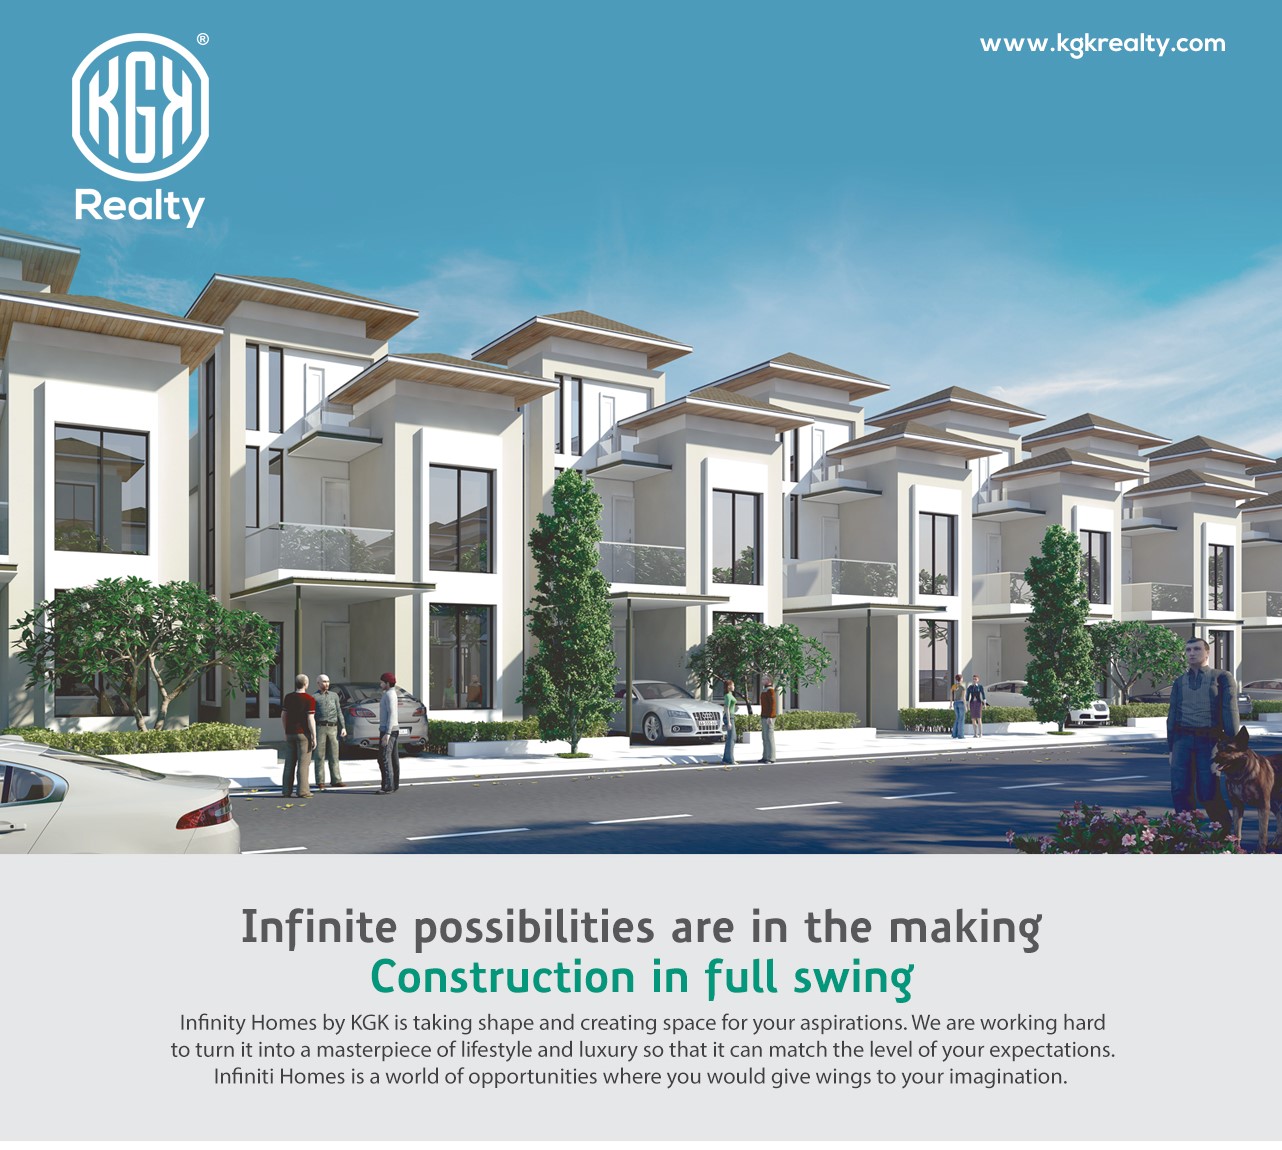 KGK
®
Realty
www.kgkrealty.com
Infinite possibilities are in the making
Construction in full swing
Infinity Homes by KGK is taking shape and creating space for your aspirations. We are working hard
to turn it into a masterpiece of lifestyle and luxury so that it can match the level of your expectations.
Infiniti Homes is a world of opportunities where you would give wings to your imagination.